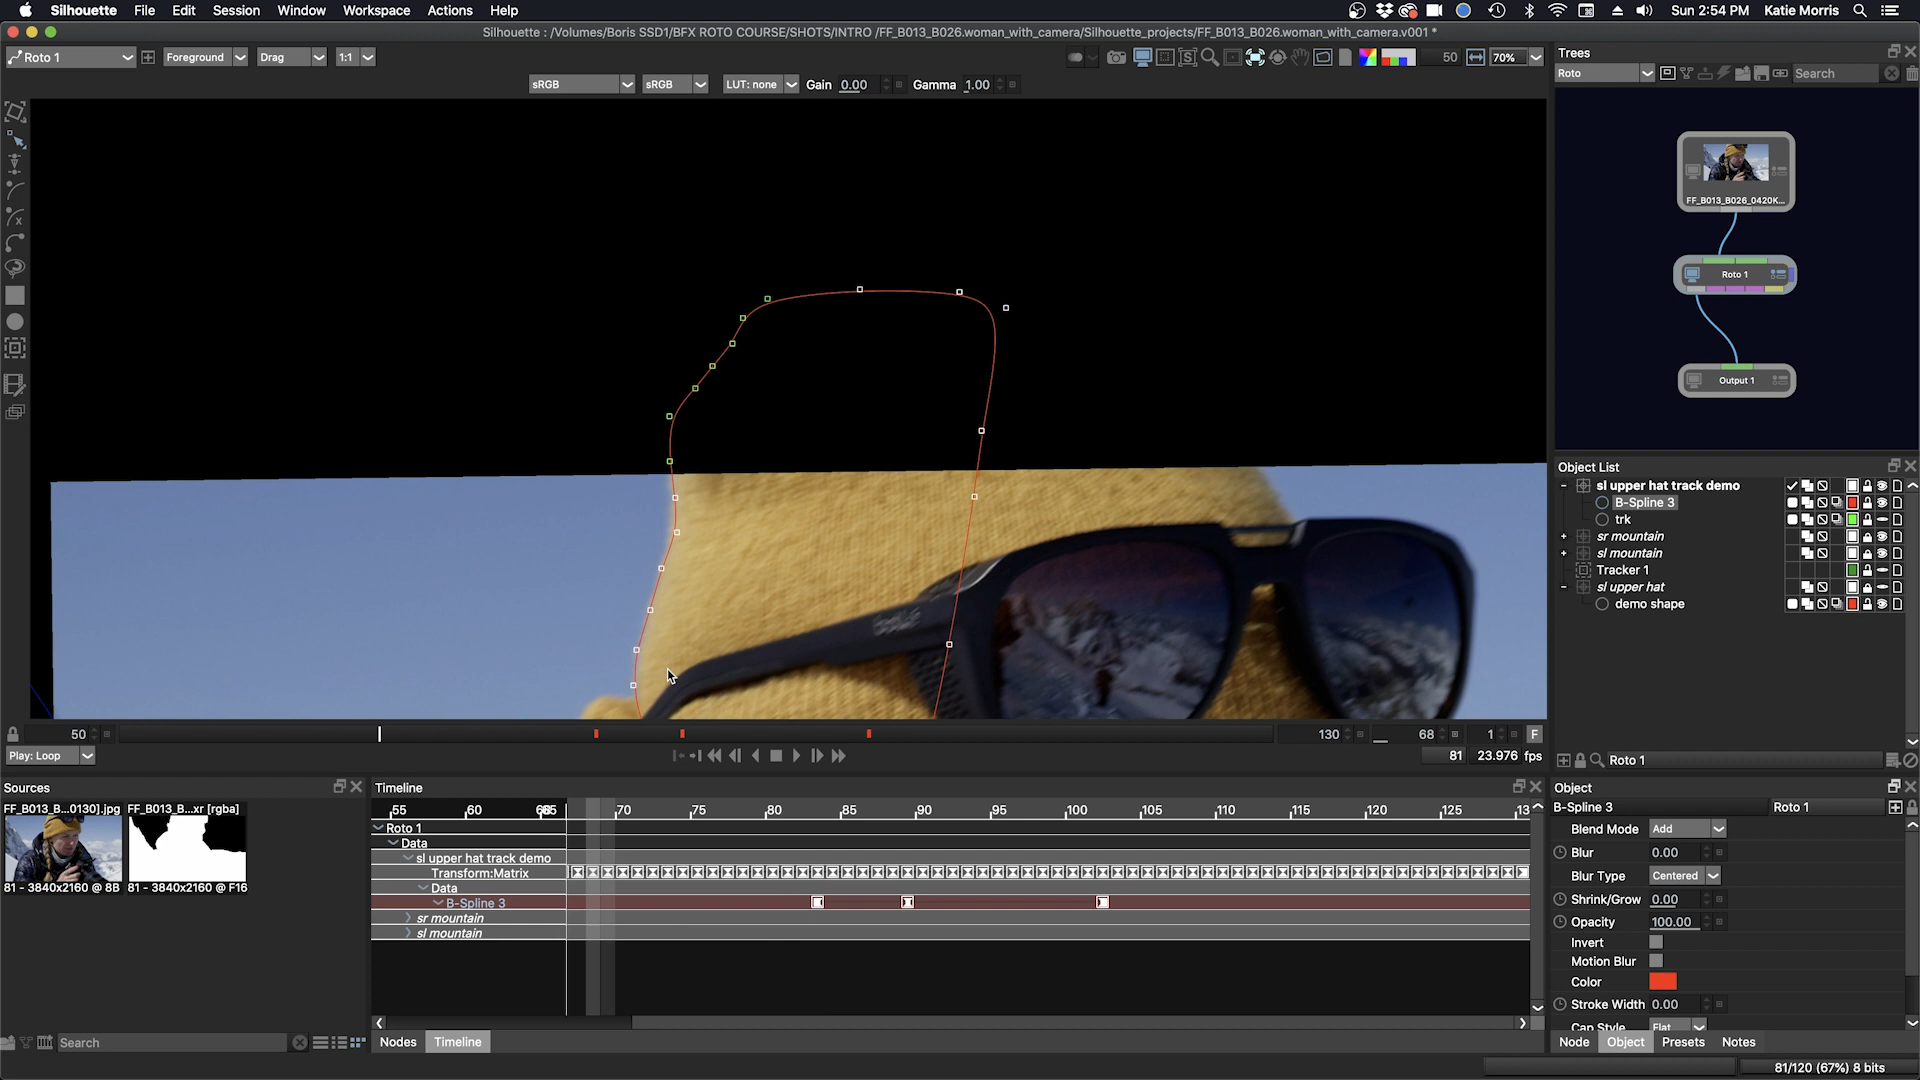 Silhouette File Edit Session Window Workspace Actions Help Sun 2:54 PM Katie Morris
Silhouette : /Volumes/Boris SSD1/BFX ROTO COURSE/SHOTS/INTRO /FF_B013_B026.woman_with_camera/Silhouette_projects/FF_B013_B026.woman_with_camera.v001 *
Roto 1 Foreground Drag 1:1 50 70%
sRGB sRGB LUT: none Gain 0.00 Gamma 1.00
Trees
Roto Search
FF_B013_B026_0420K...
Roto 1
Output 1
Object List
sl upper hat track demo
B-Spline 3
trk
sr mountain
sl mountain
Tracker 1
sl upper hat
demo shape
Roto 1
50 130 68 1 F
Play: Loop 81 23.976 fps
Sources
FF_B013_B...0130].jpg FF_B013_B...xr [rgba]
81 - 3840x2160 @ 8B 81 - 3840x2160 @ F16
Search
Timeline
55 60 65 70 75 80 85 90 95 100 105 110 115 120 125
Roto 1
Data
sl upper hat track demo
Transform:Matrix
Data
B-Spline 3
sr mountain
sl mountain
Nodes Timeline
Object
B-Spline 3 Roto 1
Blend Mode Add
Blur 0.00
Blur Type Centered
Shrink/Grow 0.00
Opacity 100.00
Invert
Motion Blur
Color
Stroke Width 0.00
Cap Style Flat
Node Object Presets Notes
81/120 (67%) 8 bits